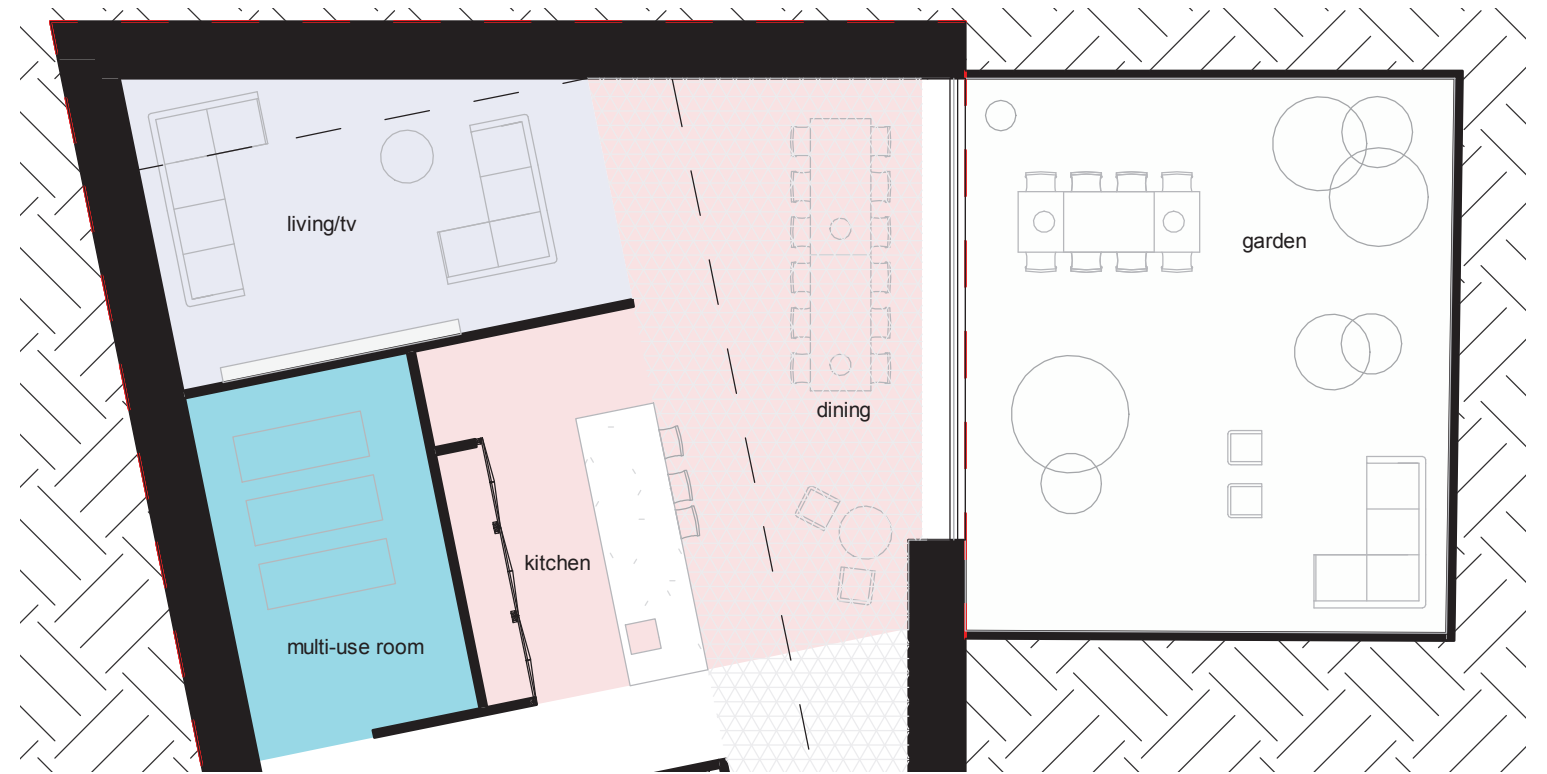 living/tv
garden
dining
kitchen
multi-use room